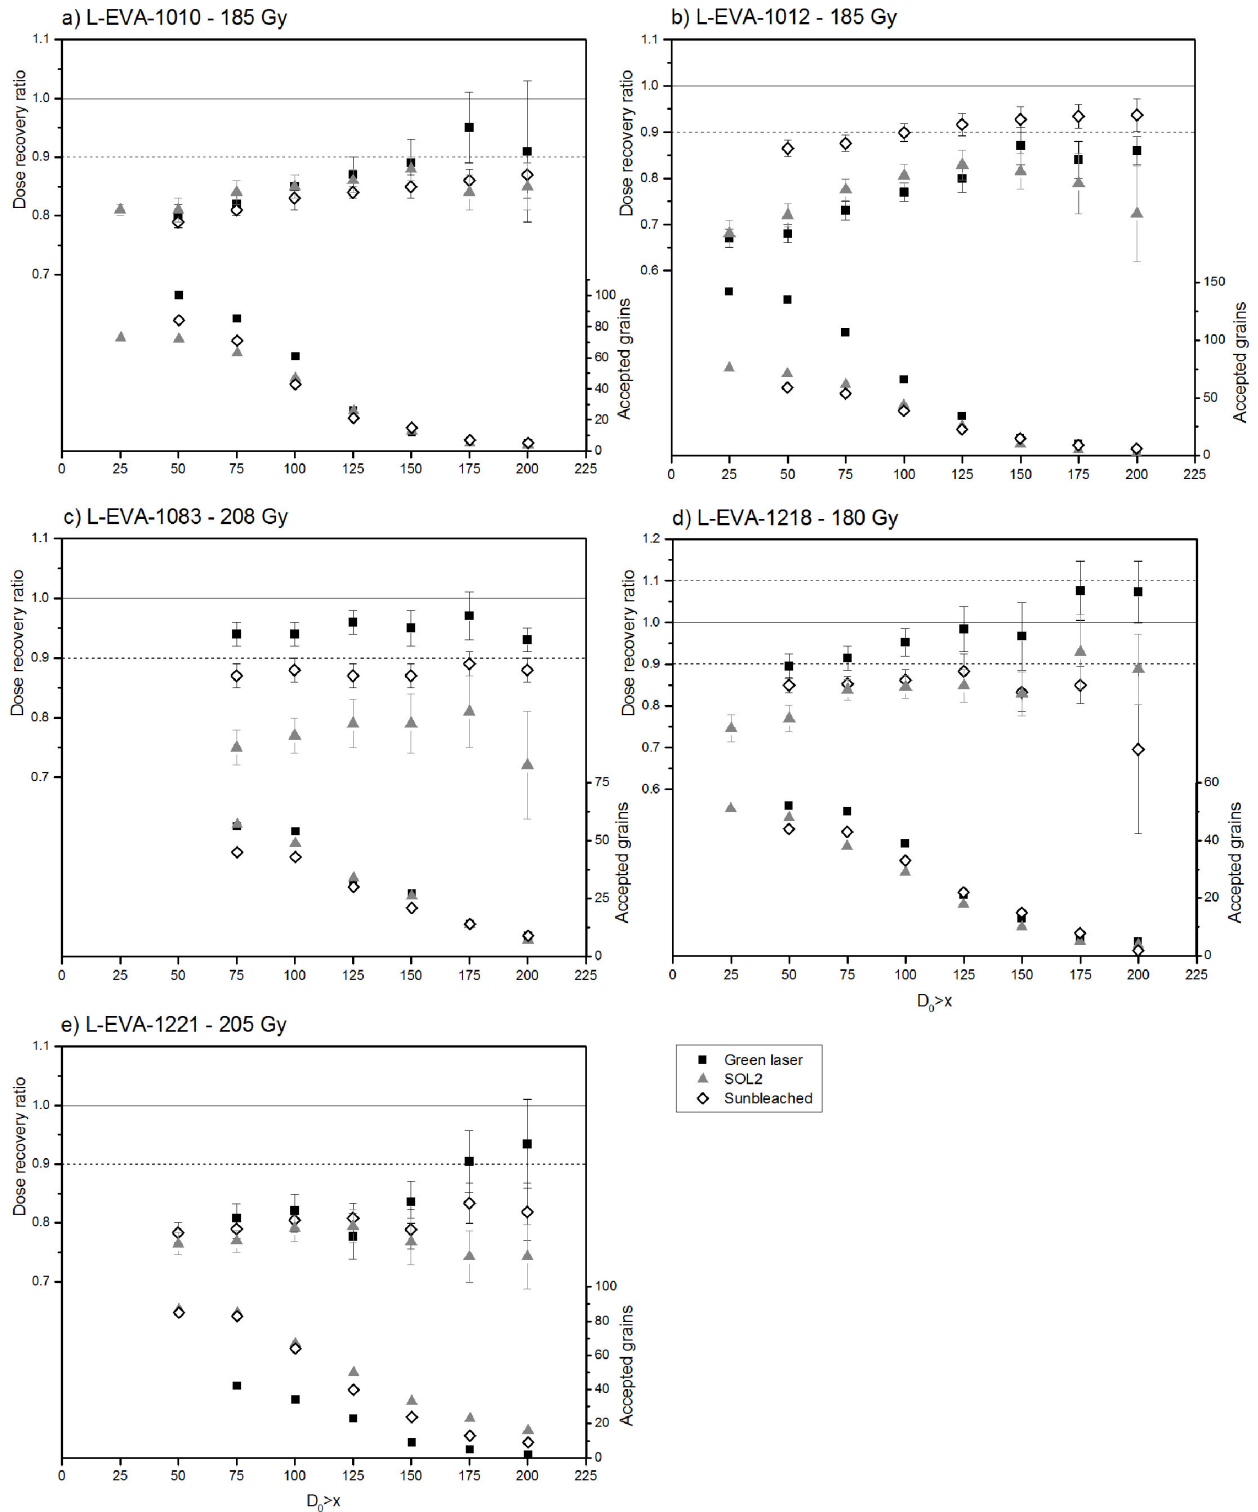 a) L-EVA-1010 - 185 Gy
1.1
1.0
0.9
0.8
0.7
Dose recovery ratio
100
80
60
40
20
0
Accepted grains
0 25 50 75 100 125 150 175 200 225
b) L-EVA-1012 - 185 Gy
1.1
1.0
0.9
0.8
0.7
0.6
Dose recovery ratio
150
100
50
0
Accepted grains
0 25 50 75 100 125 150 175 200 225
c) L-EVA-1083 - 208 Gy
1.1
1.0
0.9
0.8
0.7
Dose recovery ratio
75
50
25
0
Accepted grains
0 25 50 75 100 125 150 175 200 225
d) L-EVA-1218 - 180 Gy
1.2
1.1
1.0
0.9
0.8
0.7
0.6
Dose recovery ratio
60
40
20
0
Accepted grains
0 25 50 75 100 125 150 175 200 225
D₀>x
e) L-EVA-1221 - 205 Gy
1.1
1.0
0.9
0.8
0.7
Dose recovery ratio
100
80
60
40
20
0
Accepted grains
0 25 50 75 100 125 150 175 200 225
D₀>x
Green laser
SOL2
Sunbleached